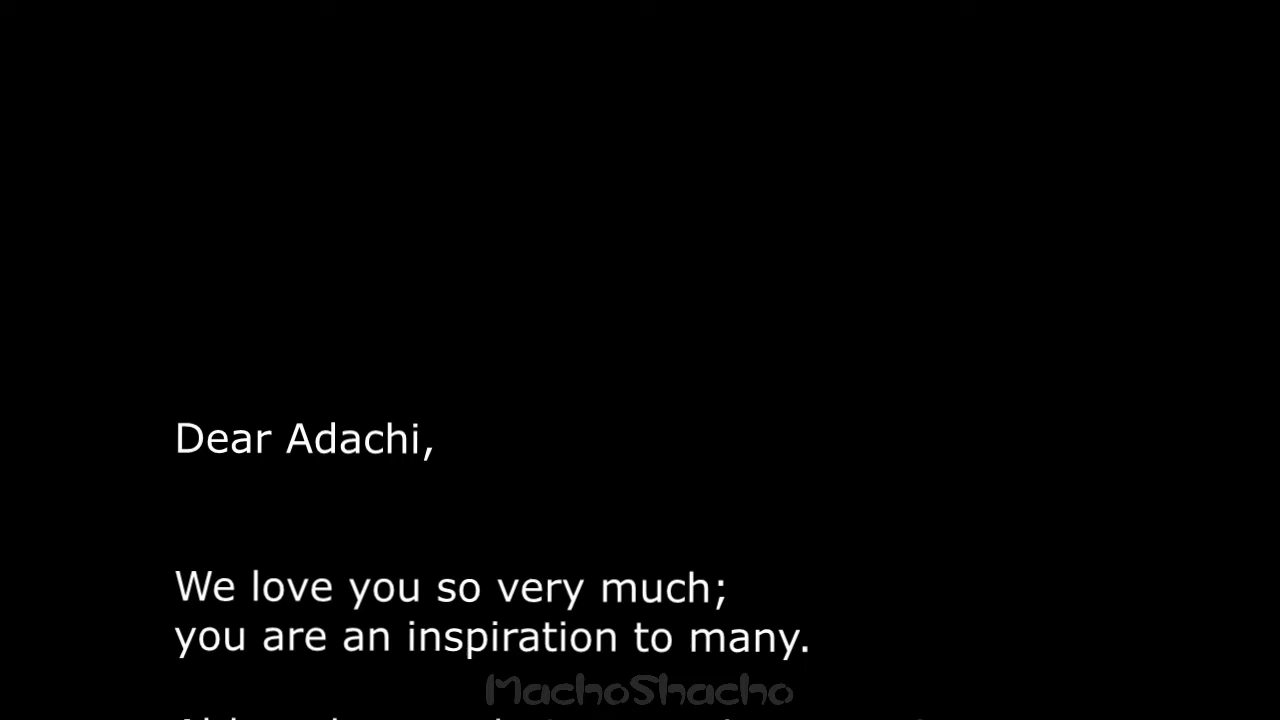 Dear Adachi,
We love you so very much;
you are an inspiration to many.
MachoShacho